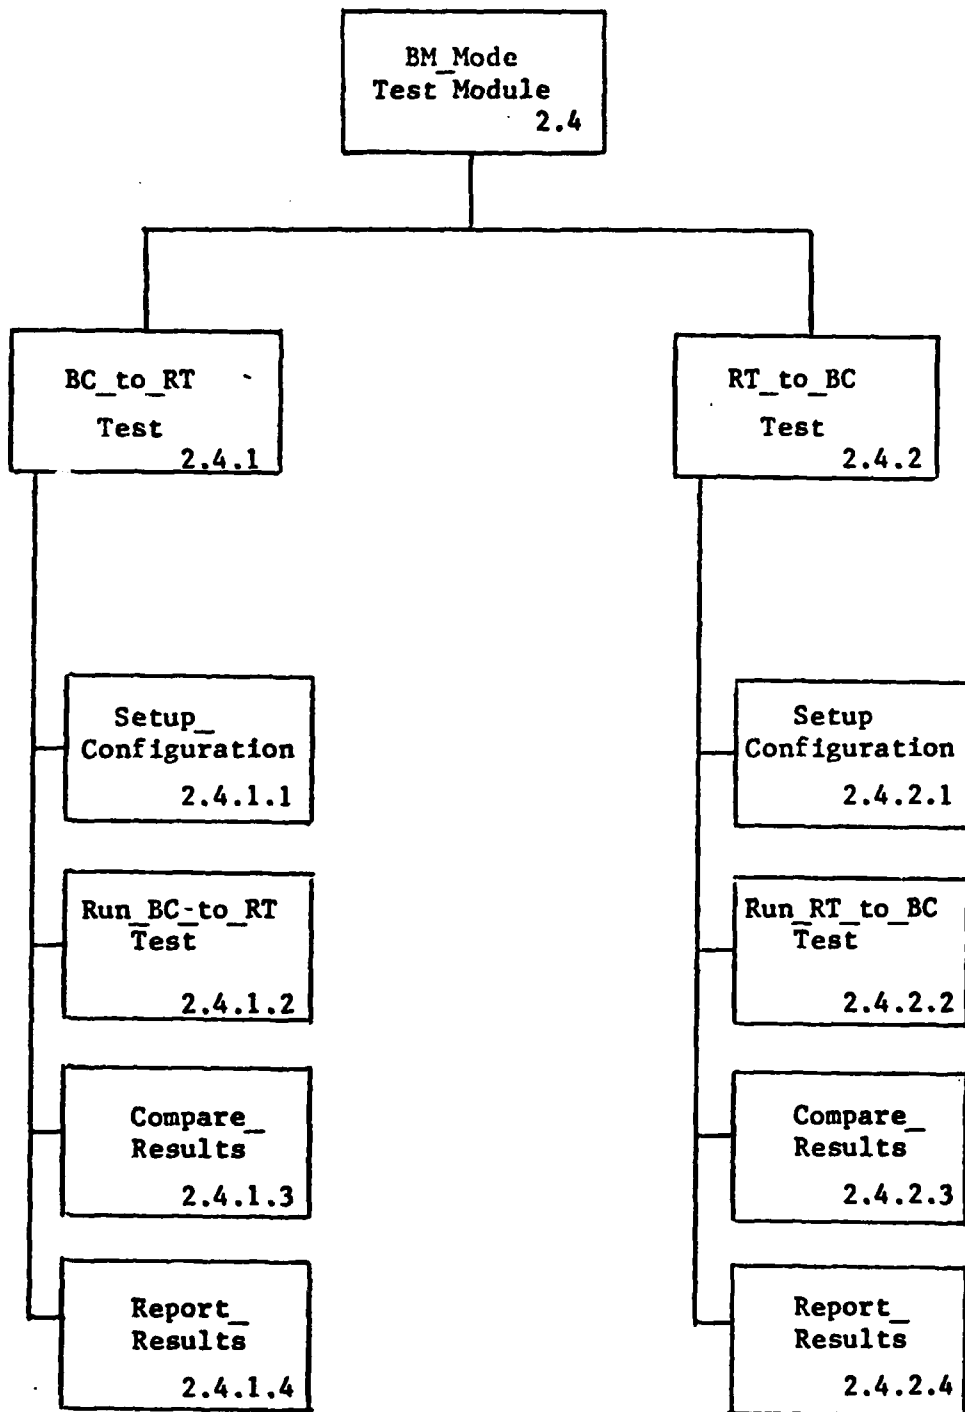 BM_Mode
Test Module
2.4
BC_to_RT
Test
2.4.1
RT_to_BC
Test
2.4.2
Setup_
Configuration
2.4.1.1
Run_BC-to_RT
Test
2.4.1.2
Compare_
Results
2.4.1.3
Report_
Results
2.4.1.4
Setup
Configuration
2.4.2.1
Run_RT_to_BC
Test
2.4.2.2
Compare_
Results
2.4.2.3
Report_
Results
2.4.2.4